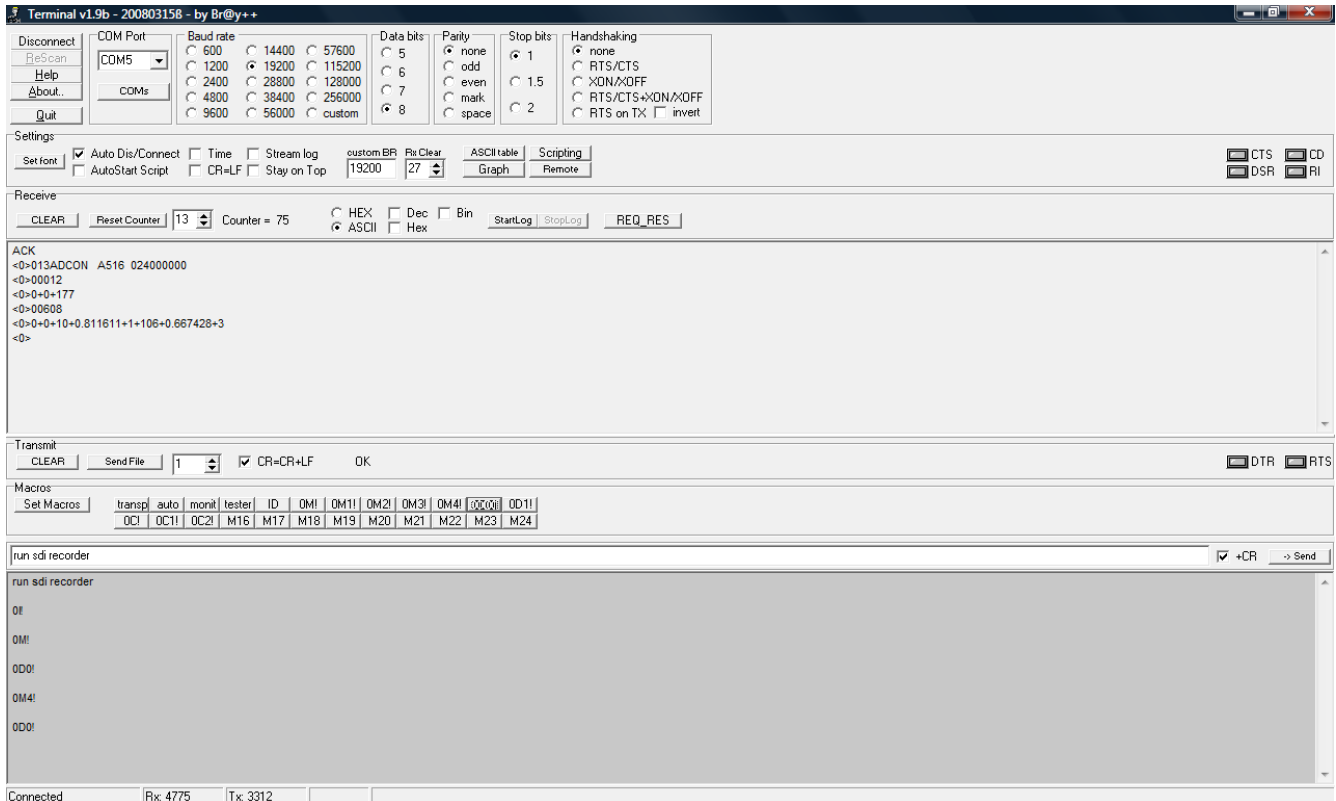 Terminal v1.9b - 20080315ß - by Br@y++
Disconnect
ReScan
Help
About..
Quit
COM Port
COM5
COMs
Baud rate
600 14400 57600
1200 19200 115200
2400 28800 128000
4800 38400 256000
9600 56000 custom
Data bits
5
6
7
8
Parity
none
odd
even
mark
space
Stop bits
1
1.5
2
Handshaking
none
RTS/CTS
XON/XOFF
RTS/CTS+XON/XOFF
RTS on TX invert
Settings
Set font
Auto Dis/Connect Time Stream log
AutoStart Script CR=LF Stay on Top
custom BR Rx Clear
19200 27
ASCII table Scripting
Graph Remote
CTS CD
DSR RI
Receive
CLEAR Reset Counter 13 Counter = 75
HEX Dec Bin
ASCII Hex
StartLog StopLog REQ_RES
ACK
<0>013ADCON A516 024000000
<0>00012
<0>0+0+177
<0>00608
<0>0+0+10+0.811611+1+106+0.667428+3
<0>
Transmit
CLEAR Send File 1 CR=CR+LF OK
DTR RTS
Macros
Set Macros
transp auto monit tester ID 0M! 0M1! 0M2! 0M3! 0M4! 0D0! 0D1!
0C! 0C1! 0C2! M16 M17 M18 M19 M20 M21 M22 M23 M24
run sdi recorder
+CR -> Send
run sdi recorder
0I!
0M!
0D0!
0M4!
0D0!
Connected Rx: 4775 Tx: 3312